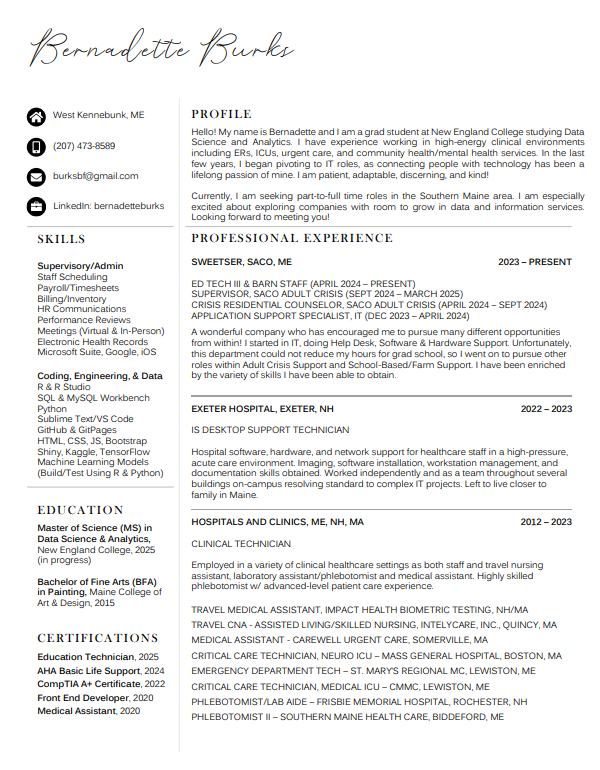 Bernadette Burks
West Kennebunk, ME
(207) 473-8589
burksbf@gmail.com
LinkedIn: bernadetteburks
SKILLS
Supervisory/Admin
Staff Scheduling
Payroll/Timesheets
Billing/Inventory
HR Communications
Performance Reviews
Meetings (Virtual & In-Person)
Electronic Health Records
Microsoft Suite, Google, iOS
Coding, Engineering, & Data
R & R Studio
SQL & MySQL Workbench
Python
Sublime Text/VS Code
GitHub & GitPages
HTML, CSS, JS, Bootstrap
Shiny, Kaggle, TensorFlow
Machine Learning Models
(Build/Test Using R & Python)
EDUCATION
Master of Science (MS) in
Data Science & Analytics,
New England College, 2025
(in progress)
Bachelor of Fine Arts (BFA)
in Painting, Maine College of
Art & Design, 2015
CERTIFICATIONS
Education Technician, 2025
AHA Basic Life Support, 2024
CompTIA A+ Certificate, 2022
Front End Developer, 2020
Medical Assistant, 2020
PROFILE
Hello! My name is Bernadette and I am a grad student at New England College studying Data
Science and Analytics. I have experience working in high-energy clinical environments
including ERs, ICUs, urgent care, and community health/mental health services. In the last
few years, I began pivoting to IT roles, as connecting people with technology has been a
lifelong passion of mine. I am patient, adaptable, discerning, and kind!
Currently, I am seeking part-to-full time roles in the Southern Maine area. I am especially
excited about exploring companies with room to grow in data and information services.
Looking forward to meeting you!
PROFESSIONAL EXPERIENCE
SWEETSER, SACO, ME 2023 – PRESENT
ED TECH III & BARN STAFF (APRIL 2024 – PRESENT)
SUPERVISOR, SACO ADULT CRISIS (SEPT 2024 – MARCH 2025)
CRISIS RESIDENTIAL COUNSELOR, SACO ADULT CRISIS (APRIL 2024 – SEPT 2024)
APPLICATION SUPPORT SPECIALIST, IT (DEC 2023 – APRIL 2024)
A wonderful company who has encouraged me to pursue many different opportunities
from within! I started in IT, doing Help Desk, Software & Hardware Support. Unfortunately,
this department could not reduce my hours for grad school, so I went on to pursue other
roles within Adult Crisis Support and School-Based/Farm Support. I have been enriched
by the variety of skills I have been able to obtain.
EXETER HOSPITAL, EXETER, NH 2022 – 2023
IS DESKTOP SUPPORT TECHNICIAN
Hospital software, hardware, and network support for healthcare staff in a high-pressure,
acute care environment. Imaging, software installation, workstation management, and
documentation skills obtained. Worked independently and as a team throughout several
buildings on-campus resolving standard to complex IT projects. Left to live closer to
family in Maine.
HOSPITALS AND CLINICS, ME, NH, MA 2012 – 2023
CLINICAL TECHNICIAN
Employed in a variety of clinical healthcare settings as both staff and travel nursing
assistant, laboratory assistant/phlebotomist and medical assistant. Highly skilled
phlebotomist w/ advanced-level patient care experience.
TRAVEL MEDICAL ASSISTANT, IMPACT HEALTH BIOMETRIC TESTING, NH/MA
TRAVEL CNA - ASSISTED LIVING/SKILLED NURSING, INTELYCARE, INC., QUINCY, MA
MEDICAL ASSISTANT - CAREWELL URGENT CARE, SOMERVILLE, MA
CRITICAL CARE TECHNICIAN, NEURO ICU – MASS GENERAL HOSPITAL, BOSTON, MA
EMERGENCY DEPARTMENT TECH – ST. MARY'S REGIONAL MC, LEWISTON, ME
CRITICAL CARE TECHNICIAN, MEDICAL ICU – CMMC, LEWISTON, ME
PHLEBOTOMIST/LAB AIDE – FRISBIE MEMORIAL HOSPITAL, ROCHESTER, NH
PHLEBOTOMIST II – SOUTHERN MAINE HEALTH CARE, BIDDEFORD, ME